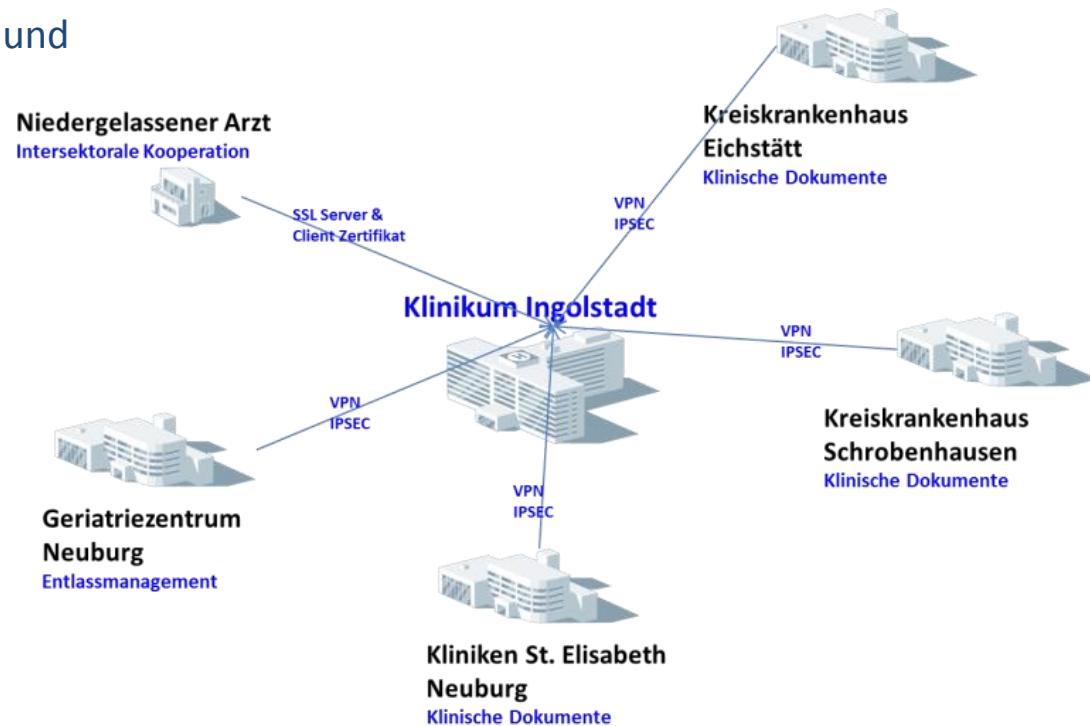 und
Niedergelassener Arzt
Intersektorale Kooperation
SSL Server &
Client Zertifikat
Kreiskrankenhaus
Eichstätt
Klinische Dokumente
VPN
IPSEC
Klinikum Ingolstadt
VPN
IPSEC
Kreiskrankenhaus
Schrobenhausen
Klinische Dokumente
VPN
IPSEC
Geriatriezentrum
Neuburg
Entlassmanagement
VPN
IPSEC
Kliniken St. Elisabeth
Neuburg
Klinische Dokumente